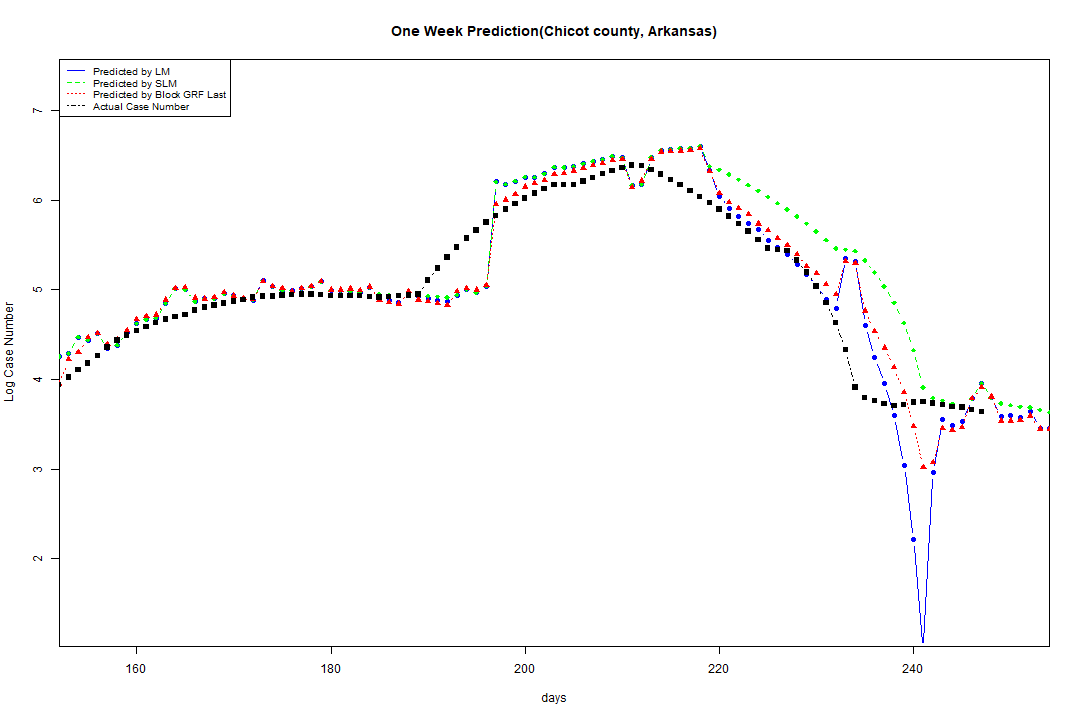 One Week Prediction(Chicot county, Arkansas)
Predicted by LM
Predicted by SLM
Predicted by Block GRF Last
Actual Case Number
7
6
5
4
3
2
Log Case Number
160 180 200 220 240
days